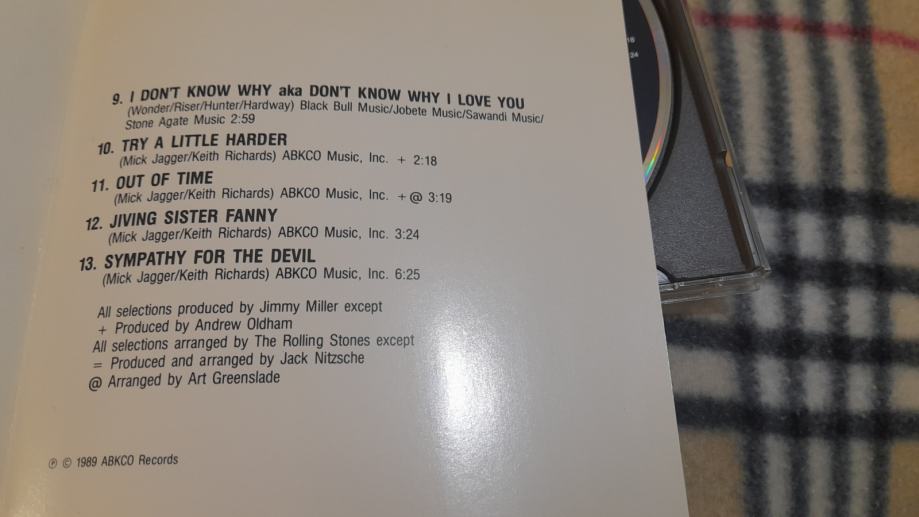 9. I DON'T KNOW WHY aka DON'T KNOW WHY I LOVE YOU
(Wonder/Riser/Hunter/Hardway) Black Bull Music/Jobete Music/Sawandi Music/
Stone Agate Music 2:59
10. TRY A LITTLE HARDER
(Mick Jagger/Keith Richards) ABKCO Music, Inc. + 2:18
11. OUT OF TIME
(Mick Jagger/Keith Richards) ABKCO Music, Inc. +@ 3:19
12. JIVING SISTER FANNY
(Mick Jagger/Keith Richards) ABKCO Music, Inc. 3:24
13. SYMPATHY FOR THE DEVIL
(Mick Jagger/Keith Richards) ABKCO Music, Inc. 6:25
All selections produced by Jimmy Miller except
+ Produced by Andrew Oldham
All selections arranged by The Rolling Stones except
= Produced and arranged by Jack Nitzsche
@ Arranged by Art Greenslade
℗ © 1989 ABKCO Records